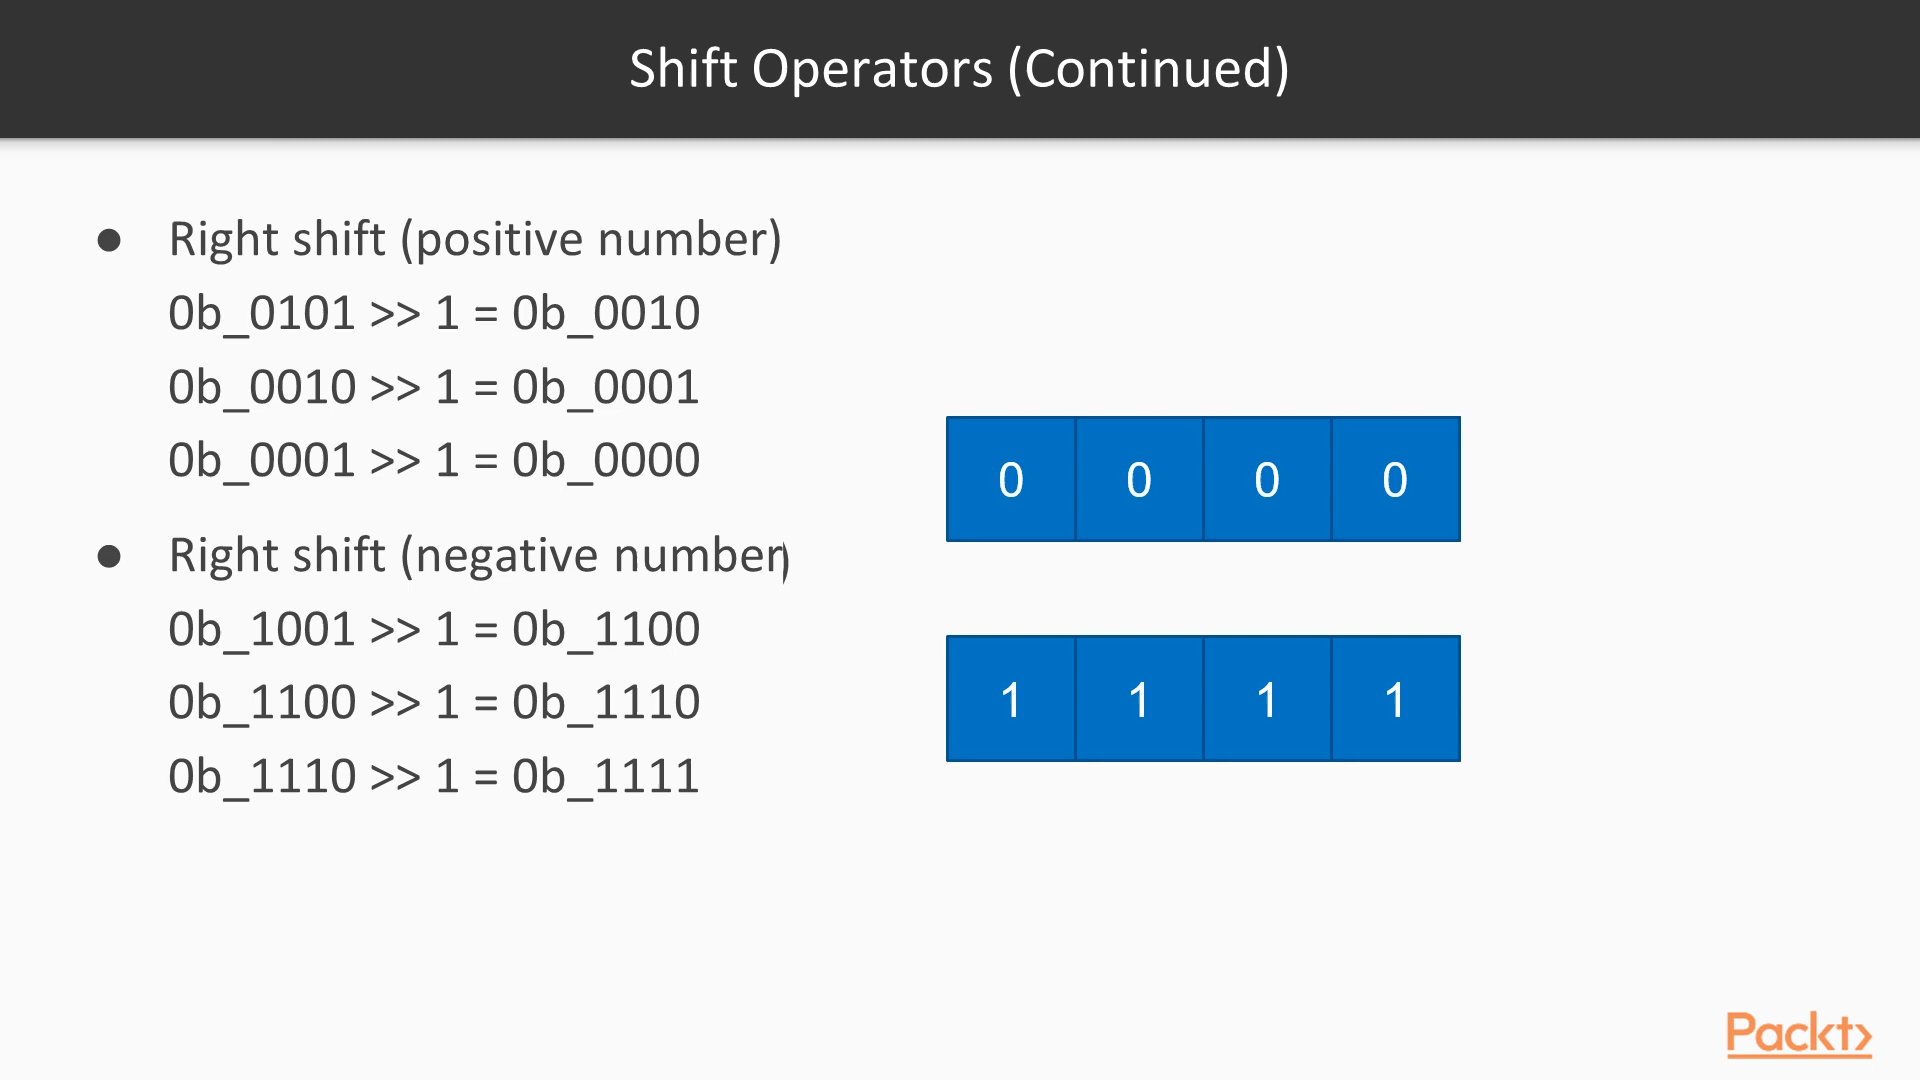 Shift Operators (Continued)
● Right shift (positive number)
0b_0101 >> 1 = 0b_0010
0b_0010 >> 1 = 0b_0001
0b_0001 >> 1 = 0b_0000
0 0 0 0
● Right shift (negative number)
0b_1001 >> 1 = 0b_1100
0b_1100 >> 1 = 0b_1110
0b_1110 >> 1 = 0b_1111
1 1 1 1
Packt>